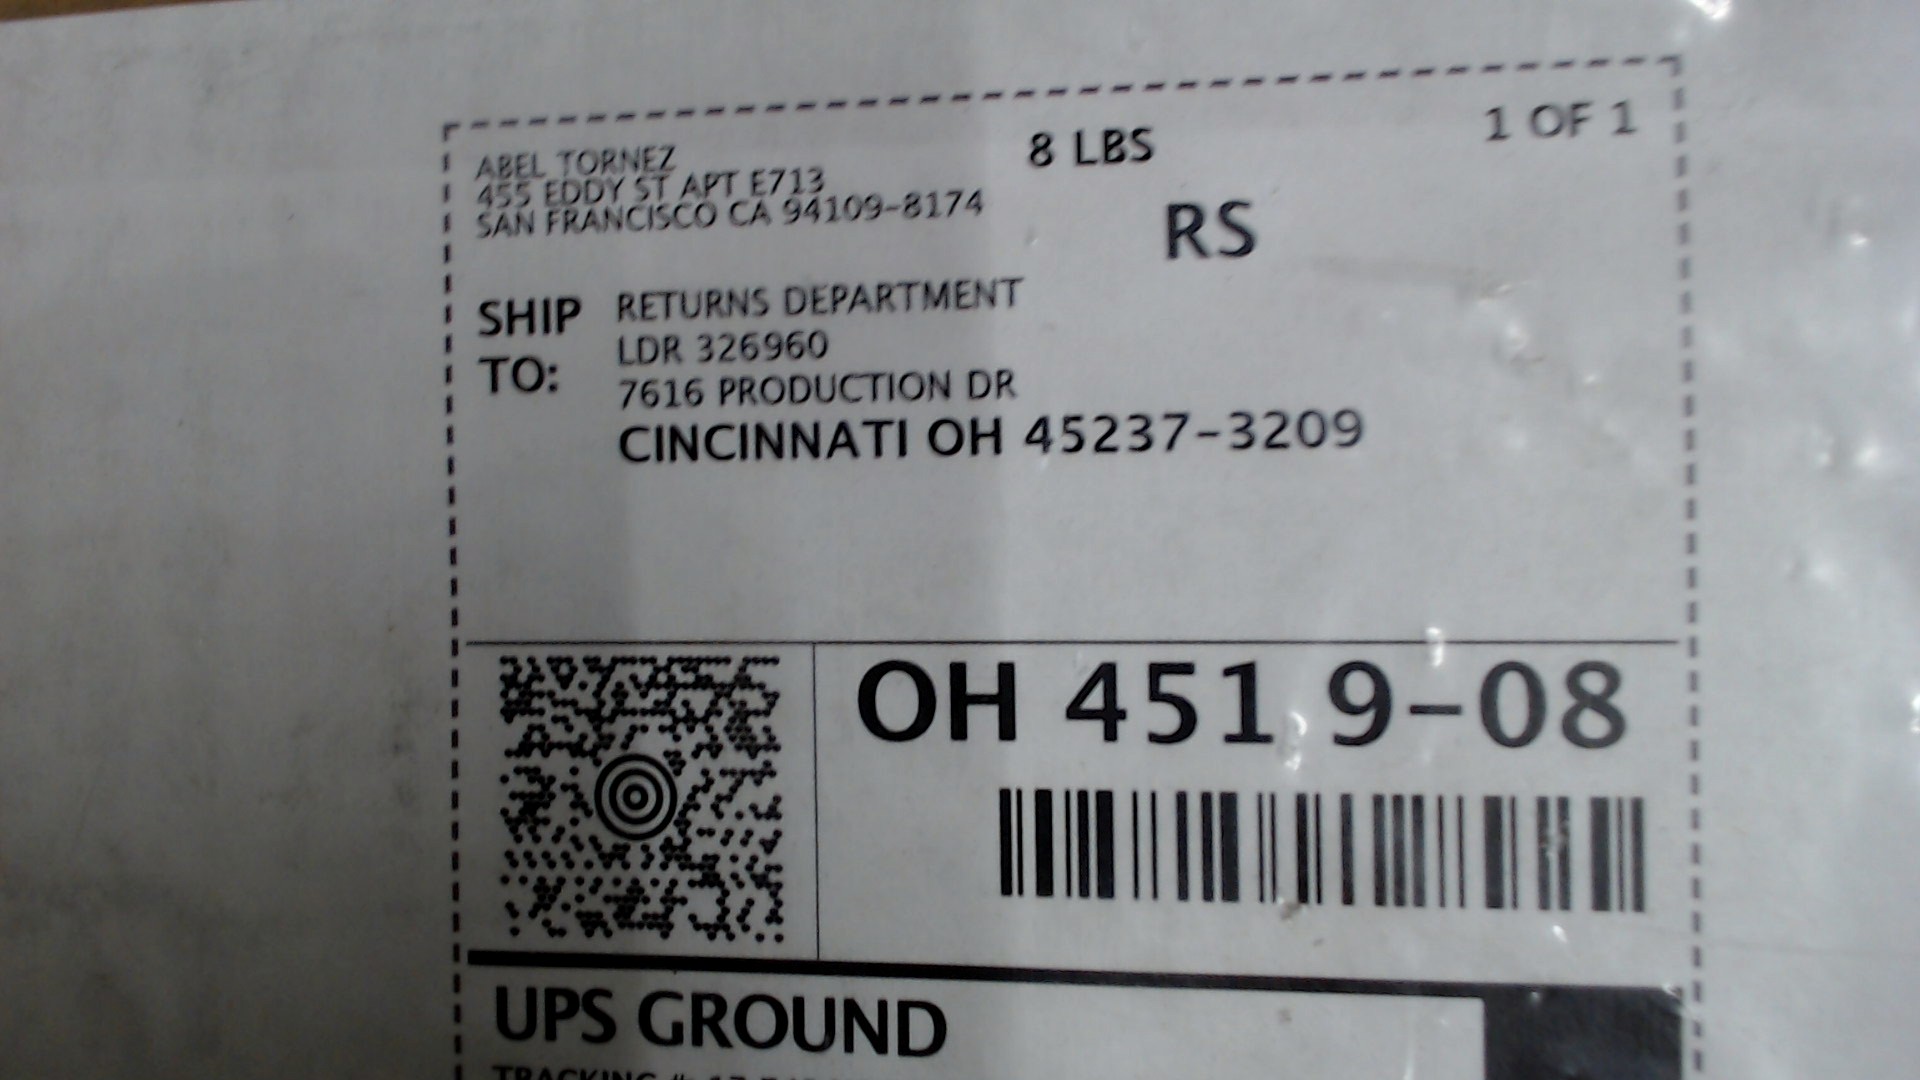 ABEL TORNEZ
455 EDDY ST APT E713
SAN FRANCISCO CA 94109-8174
8 LBS
1 OF 1
RS
SHIP TO:
RETURNS DEPARTMENT
LDR 326960
7616 PRODUCTION DR
CINCINNATI OH 45237-3209
OH 451 9-08
UPS GROUND
TRACKING #: